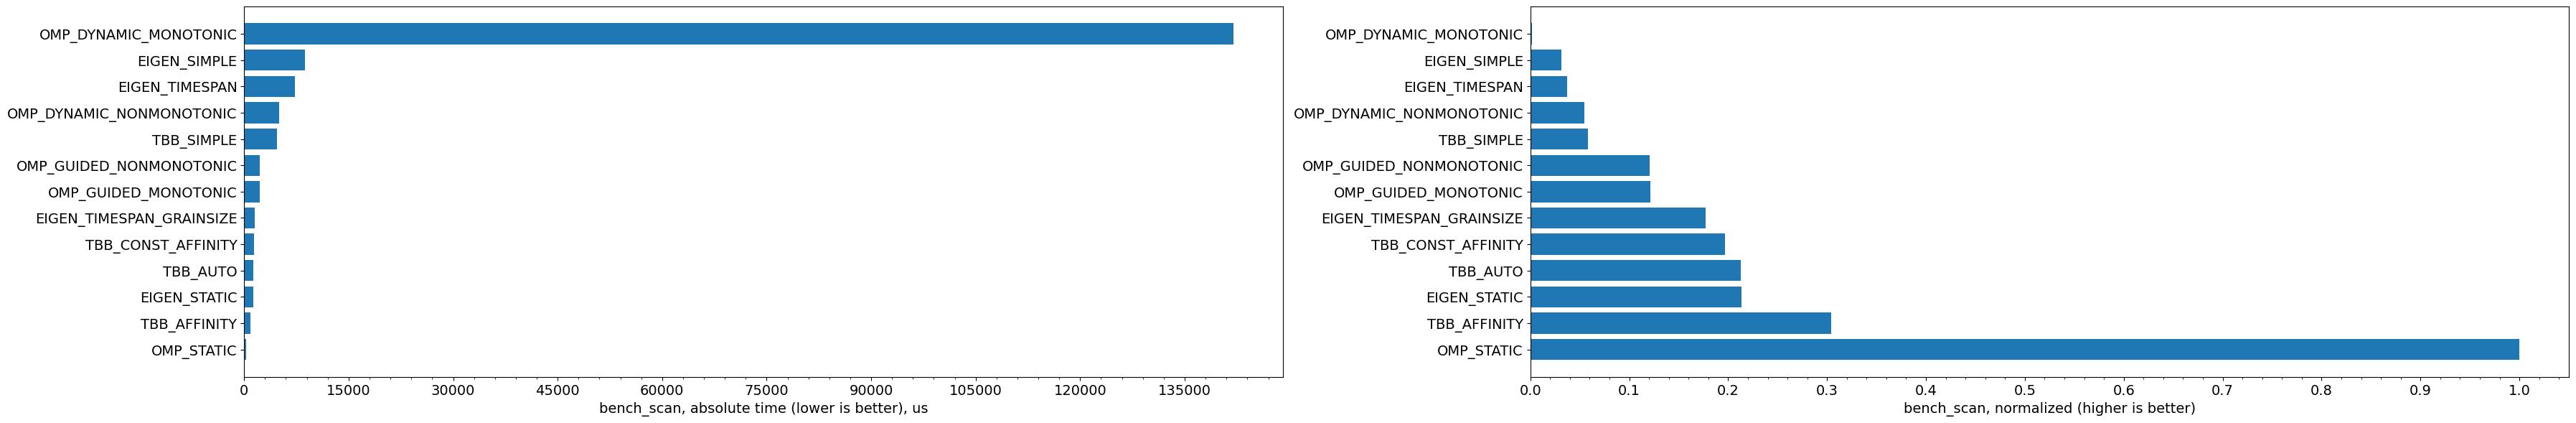 OMP_DYNAMIC_MONOTONIC
EIGEN_SIMPLE
EIGEN_TIMESPAN
OMP_DYNAMIC_NONMONOTONIC
TBB_SIMPLE
OMP_GUIDED_NONMONOTONIC
OMP_GUIDED_MONOTONIC
EIGEN_TIMESPAN_GRAINSIZE
TBB_CONST_AFFINITY
TBB_AUTO
EIGEN_STATIC
TBB_AFFINITY
OMP_STATIC
0 15000 30000 45000 60000 75000 90000 105000 120000 135000
bench_scan, absolute time (lower is better), us
OMP_DYNAMIC_MONOTONIC
EIGEN_SIMPLE
EIGEN_TIMESPAN
OMP_DYNAMIC_NONMONOTONIC
TBB_SIMPLE
OMP_GUIDED_NONMONOTONIC
OMP_GUIDED_MONOTONIC
EIGEN_TIMESPAN_GRAINSIZE
TBB_CONST_AFFINITY
TBB_AUTO
EIGEN_STATIC
TBB_AFFINITY
OMP_STATIC
0.0 0.1 0.2 0.3 0.4 0.5 0.6 0.7 0.8 0.9 1.0
bench_scan, normalized (higher is better)